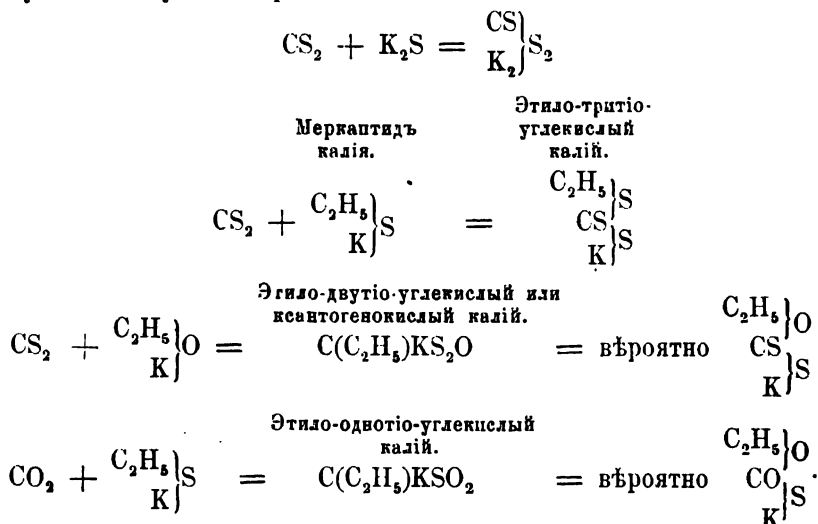 CS₂ + K₂S = CS K₂}S₂
Меркаптидъ калія.
Этило-тритіо-углекислый калій.
CS₂ + C₂H₅ K}S = C₂H₅ CS K}S}S
Этило-двутіо-углекислый или ксантогенокислый калій.
CS₂ + C₂H₅ K}O = C(C₂H₅)KS₂O = вѣроятно C₂H₅ CS K}O}S
Этило-однотіо-углекислый калій.
CO₂ + C₂H₅ K}S = C(C₂H₅)KSO₂ = вѣроятно C₂H₅ CO K}O}S.